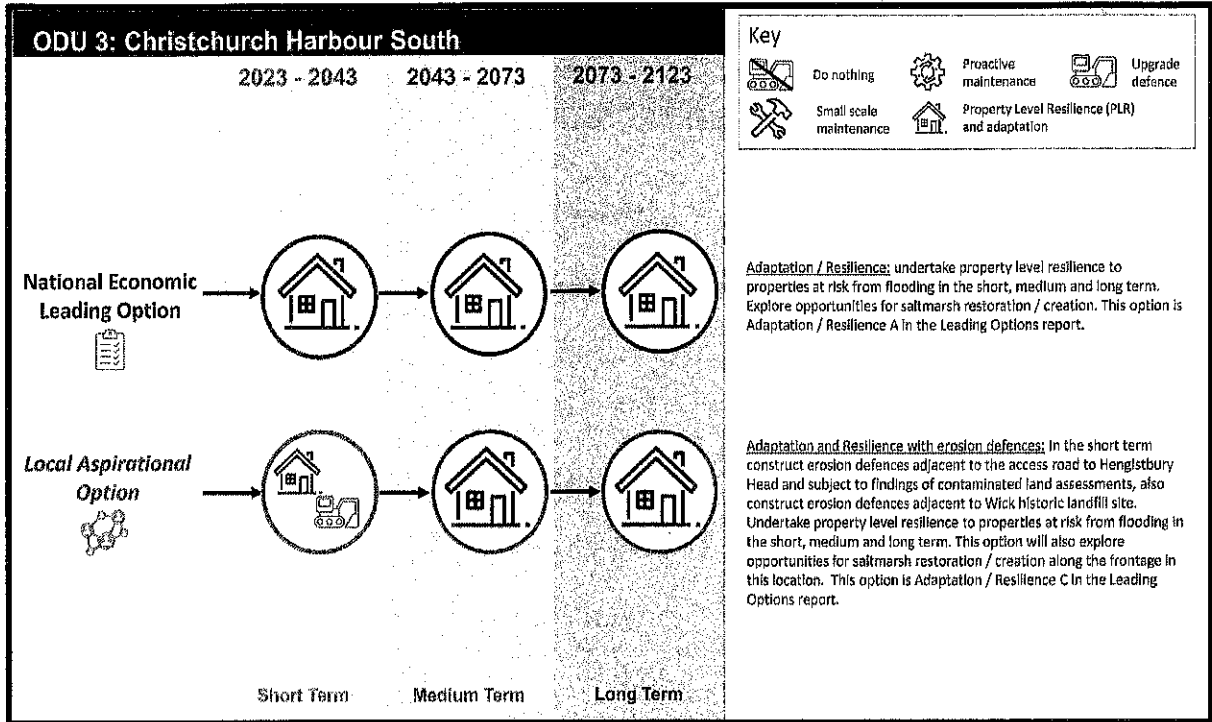 ODU 3: Christchurch Harbour South
2023 - 2043
2043 - 2073
2073 - 2123
Key
Do nothing
Proactive
maintenance
Upgrade
defence
Small scale
maintenance
Property Level Resilience (PLR)
and adaptation
National Economic
Leading Option
Adaptation / Resilience: undertake property level resilience to
properties at risk from flooding in the short, medium and long term.
Explore opportunities for saltmarsh restoration / creation. This option is
Adaptation / Resilience A in the Leading Options report.
Local Aspirational
Option
Adaptation and Resilience with erosion defences: In the short term
construct erosion defences adjacent to the access road to Hengistbury
Head and subject to findings of contaminated land assessments, also
construct erosion defences adjacent to Wick historic landfill site.
Undertake property level resilience to properties at risk from flooding in
the short, medium and long term. This option will also explore
opportunities for saltmarsh restoration / creation along the frontage in
this location. This option is Adaptation / Resilience C in the Leading
Options report.
Short Term
Medium Term
Long Term